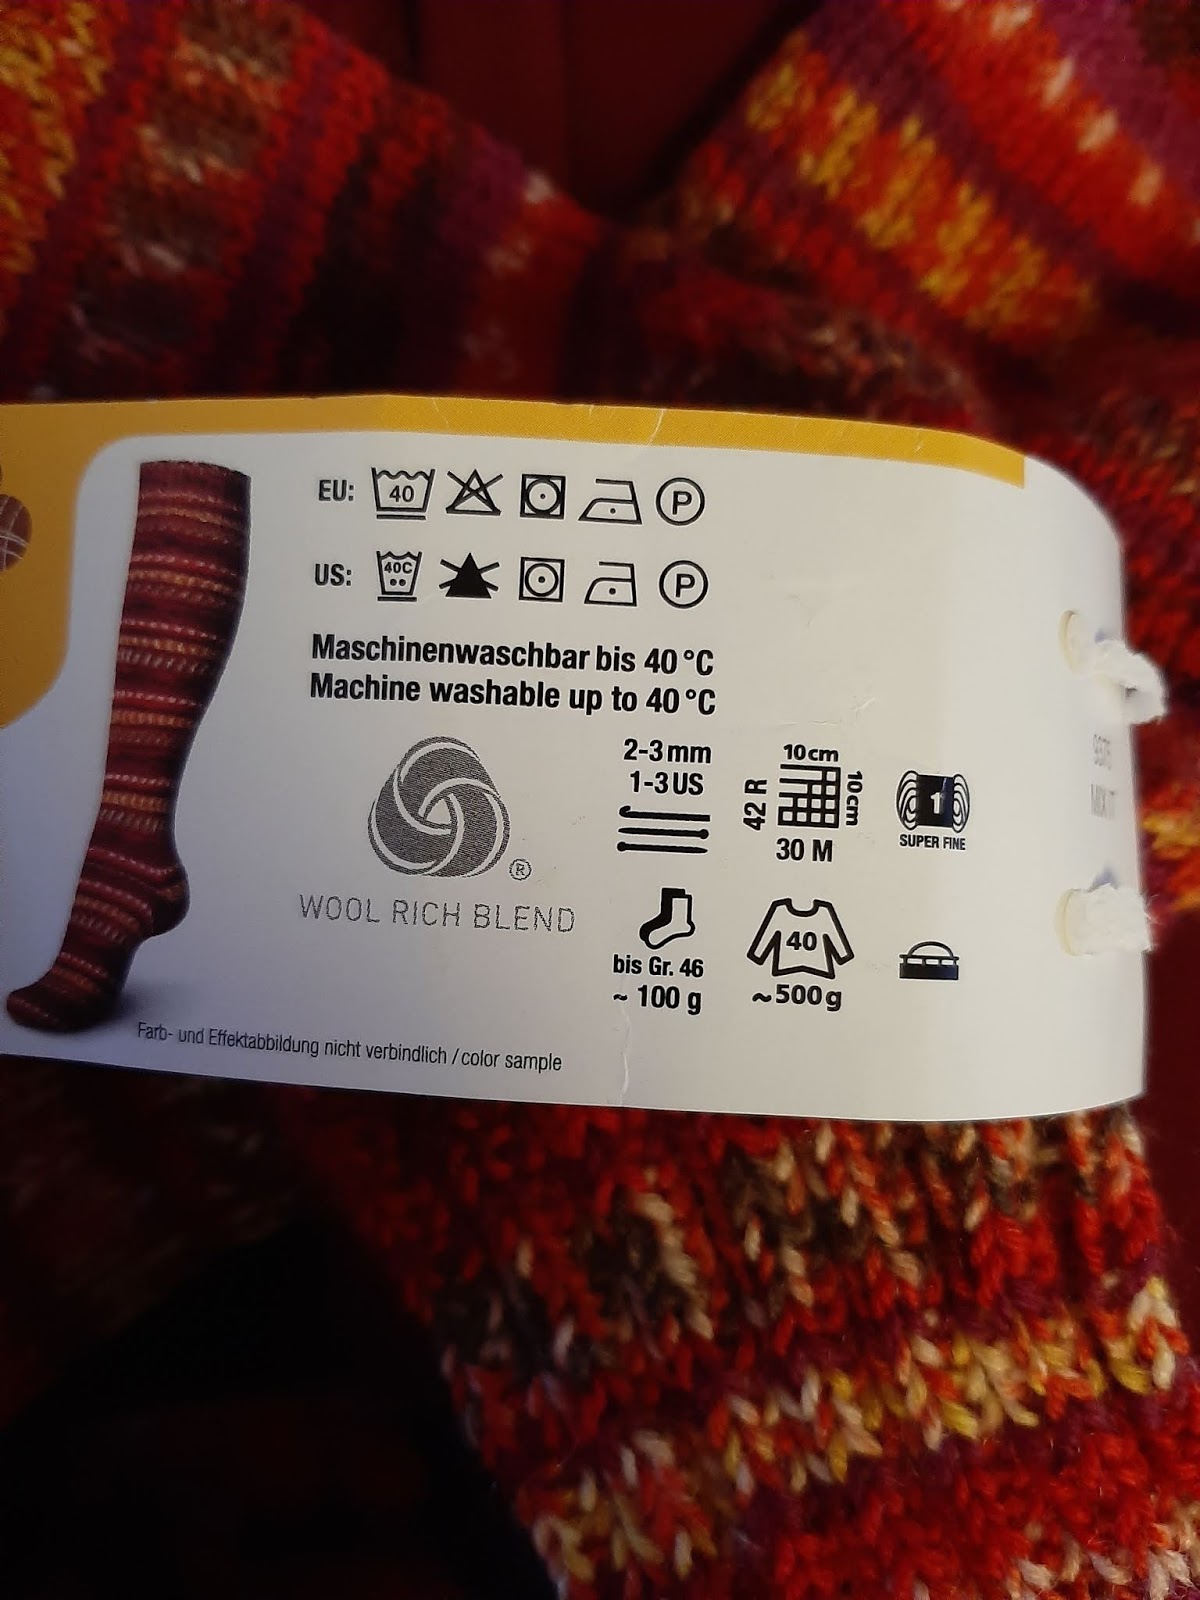 EU: 40 P
US: 40C P
Maschinenwaschbar bis 40 °C
Machine washable up to 40 °C
WOOL RICH BLEND ®
2-3 mm
1-3 US
10 cm
10 cm
42 R
30 M
1
SUPER FINE
bis Gr. 46
~ 100 g
40
~500 g
Farb- und Effektabbildung nicht verbindlich / color sample